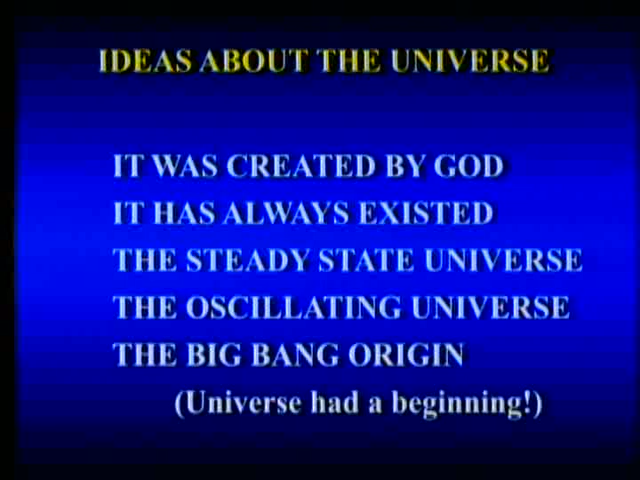 IDEAS ABOUT THE UNIVERSE
IT WAS CREATED BY GOD
IT HAS ALWAYS EXISTED
THE STEADY STATE UNIVERSE
THE OSCILLATING UNIVERSE
THE BIG BANG ORIGIN
(Universe had a beginning!)